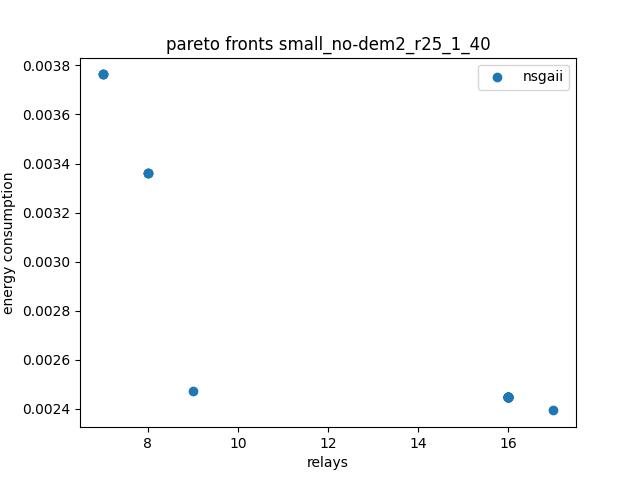 pareto fronts small_no-dem2_r25_1_40
nsgaii
0.0038
0.0036
0.0034
0.0032
0.0030
0.0028
0.0026
0.0024
energy consumption
8 10 12 14 16
relays